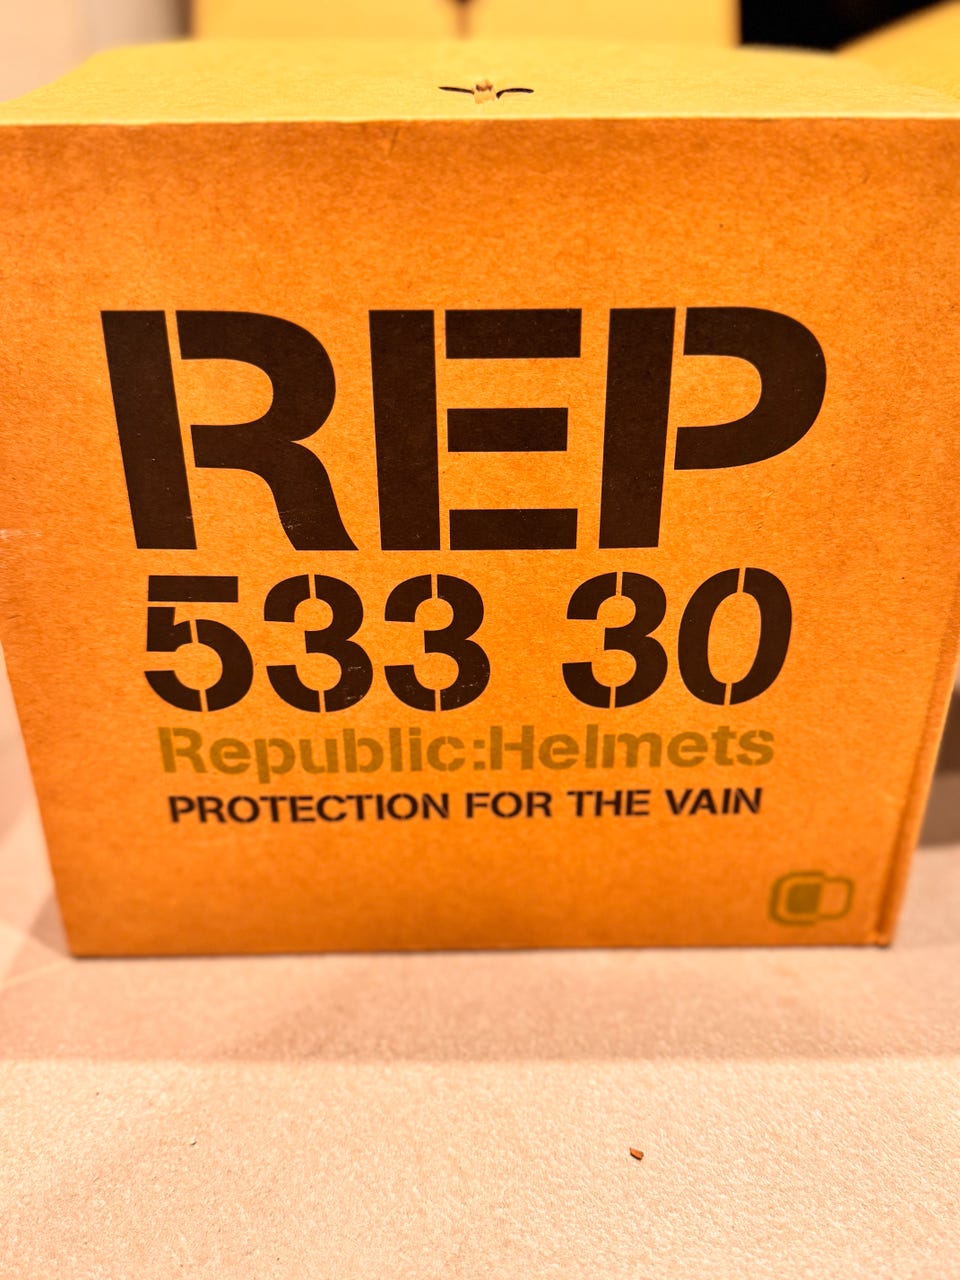 REP
533 30
Republic:Helmets
PROTECTION FOR THE VAIN